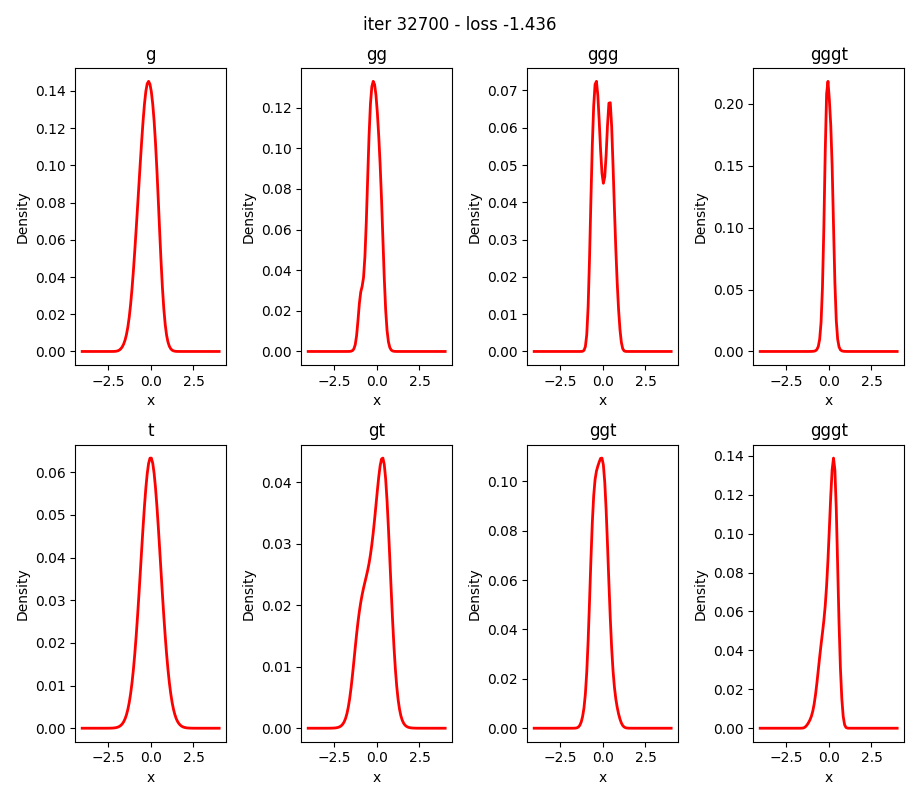 iter 32700 - loss -1.436
g gg ggg gggt
0.14 0.12 0.10 0.08 0.06 0.04 0.02 0.00
Density
−2.5 0.0 2.5
x
0.12 0.10 0.08 0.06 0.04 0.02 0.00
Density
−2.5 0.0 2.5
x
0.07 0.06 0.05 0.04 0.03 0.02 0.01 0.00
Density
−2.5 0.0 2.5
x
0.20 0.15 0.10 0.05 0.00
Density
−2.5 0.0 2.5
x
t gt ggt gggt
0.06 0.05 0.04 0.03 0.02 0.01 0.00
Density
−2.5 0.0 2.5
x
0.04 0.03 0.02 0.01 0.00
Density
−2.5 0.0 2.5
x
0.10 0.08 0.06 0.04 0.02 0.00
Density
−2.5 0.0 2.5
x
0.14 0.12 0.10 0.08 0.06 0.04 0.02 0.00
Density
−2.5 0.0 2.5
x